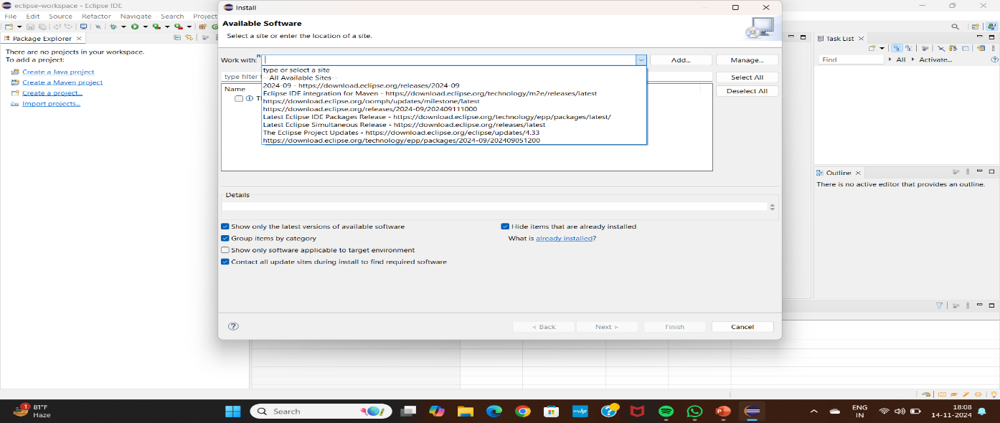 eclipse-workspace - Eclipse IDE
File Edit Source Refactor Navigate Search Project
Package Explorer
There are no projects in your workspace.
To add a project:
Create a Java project
Create a Maven project
Create a project...
Import projects...
Install
Available Software
Select a site or enter the location of a site.
Work with:
Add...
Manage...
type or select a site
--All Available Sites--
2024-09 - https://download.eclipse.org/releases/2024-09
Eclipse IDE integration for Maven - https://download.eclipse.org/technology/m2e/releases/latest
https://download.eclipse.org/oomph/updates/milestone/latest
https://download.eclipse.org/releases/2024-09/202409111000
Latest Eclipse IDE Packages Release - https://download.eclipse.org/technology/epp/packages/latest/
Latest Eclipse Simultaneous Release - https://download.eclipse.org/releases/latest
The Eclipse Project Updates - https://download.eclipse.org/eclipse/updates/4.33
https://download.eclipse.org/technology/epp/packages/2024-09/202409051200
type filter
Select All
Deselect All
Name
Details
Show only the latest versions of available software
Hide items that are already installed
Group items by category
What is already installed?
Show only software applicable to target environment
Contact all update sites during install to find required software
< Back
Next >
Finish
Cancel
Task List
Find
All
Activate...
Outline
There is no active editor that provides an outline.
1
81°F
Haze
Search
ENG
IN
18:08
14-11-2024